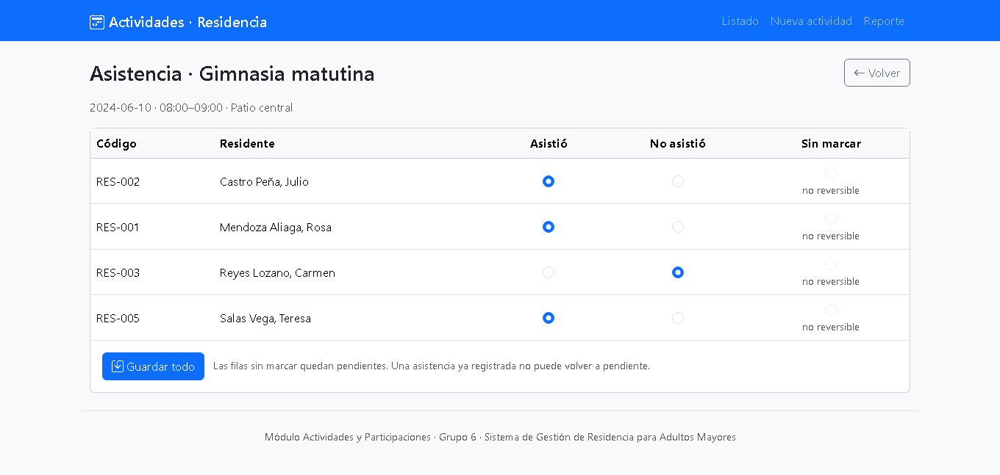 Actividades · Residencia
Listado Nueva actividad Reporte
Asistencia · Gimnasia matutina
← Volver
2024-06-10 · 08:00–09:00 · Patio central
Código Residente Asistió No asistió Sin marcar
RES-002 Castro Peña, Julio
no reversible
RES-001 Mendoza Aliaga, Rosa
no reversible
RES-003 Reyes Lozano, Carmen
no reversible
RES-005 Salas Vega, Teresa
no reversible
Guardar todo Las filas sin marcar quedan pendientes. Una asistencia ya registrada no puede volver a pendiente.
Módulo Actividades y Participaciones · Grupo 6 · Sistema de Gestión de Residencia para Adultos Mayores